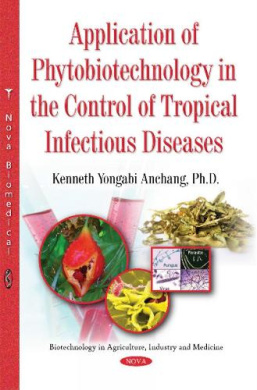 Application of
Phytobiotechnology in
the Control of Tropical
Infectious Diseases
Kenneth Yongabi Anchang, Ph.D.
Nova Biomedical
Biotechnology in Agriculture, Industry and Medicine
NOVA